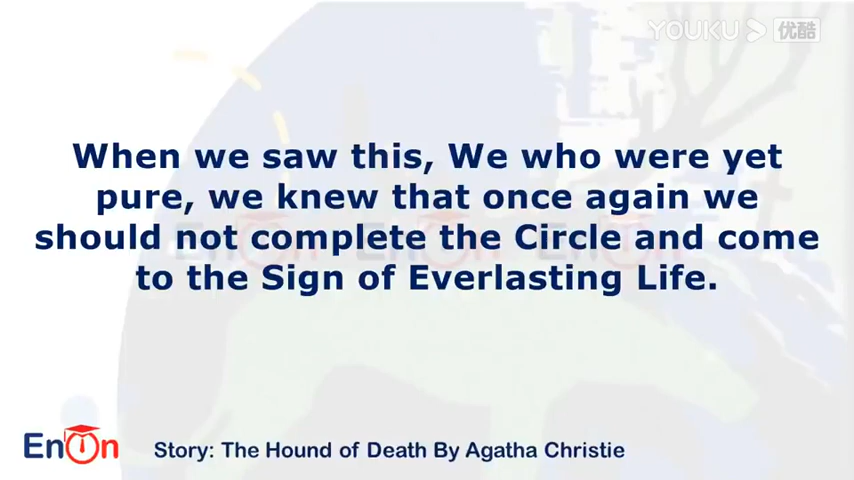 YOUKU 优酷
When we saw this, We who were yet
pure, we knew that once again we
should not complete the Circle and come
to the Sign of Everlasting Life.
EnOn
Story: The Hound of Death By Agatha Christie